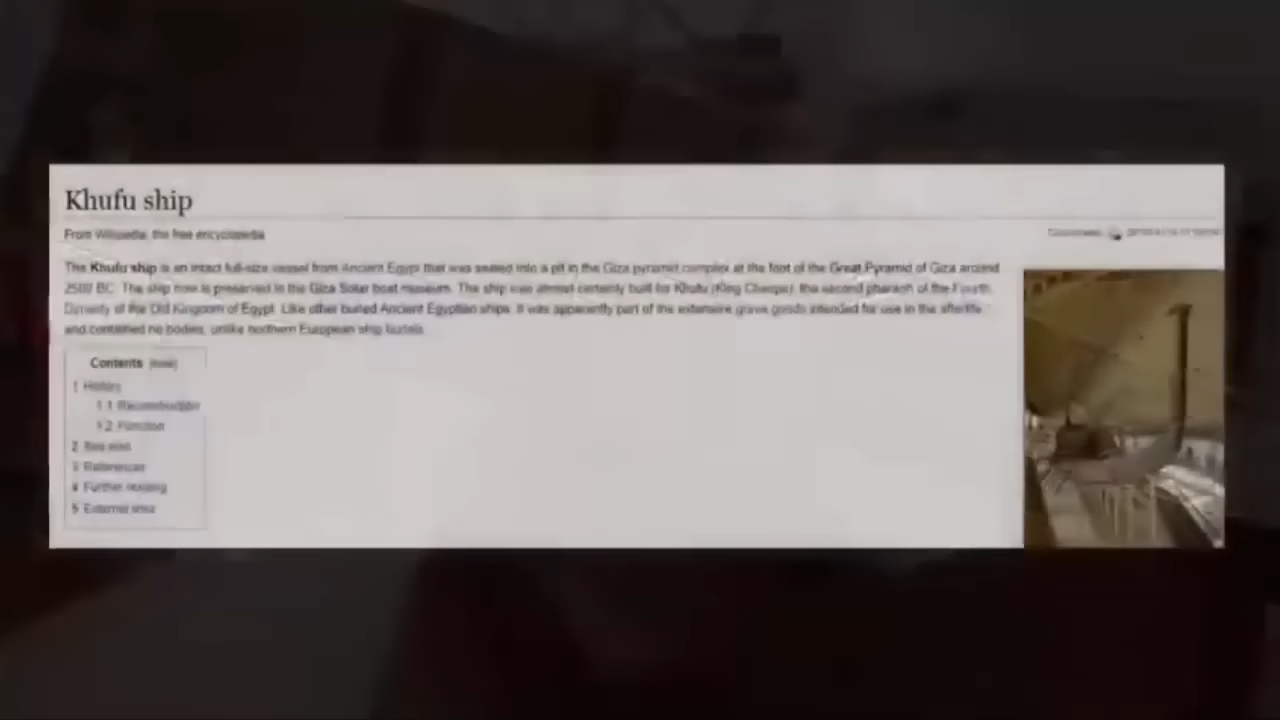 Khufu ship
From Wikipedia, the free encyclopedia
The Khufu ship is an intact full-size vessel from Ancient Egypt that was sealed into a pit in the Giza pyramid complex at the foot of the Great Pyramid of Giza around
2500 BC. The ship now is preserved in the Giza Solar boat museum. The ship was almost certainly built for Khufu (King Cheops), the second pharaoh of the Fourth
Dynasty of the Old Kingdom of Egypt. Like other buried Ancient Egyptian ships, it was apparently part of the extensive grave goods intended for use in the afterlife
and contained no bodies, unlike northern European ship burials.
Contents [hide]
1 History
1.1 Reconstruction
1.2 Function
2 See also
3 References
4 Further reading
5 External links